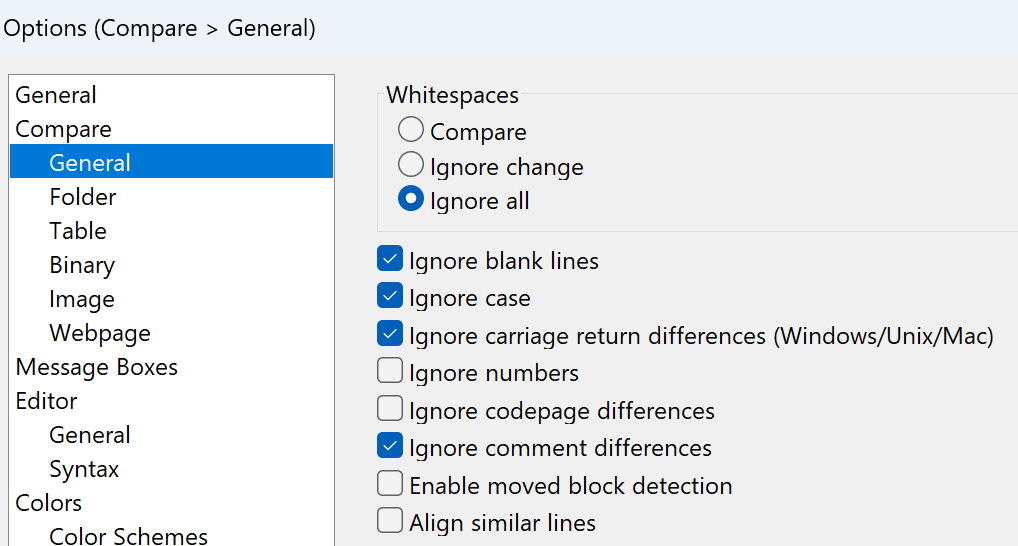 Options (Compare > General)
General
Compare
General
Folder
Table
Binary
Image
Webpage
Message Boxes
Editor
General
Syntax
Colors
Color Schemes
Whitespaces
Compare
Ignore change
Ignore all
Ignore blank lines
Ignore case
Ignore carriage return differences (Windows/Unix/Mac)
Ignore numbers
Ignore codepage differences
Ignore comment differences
Enable moved block detection
Align similar lines